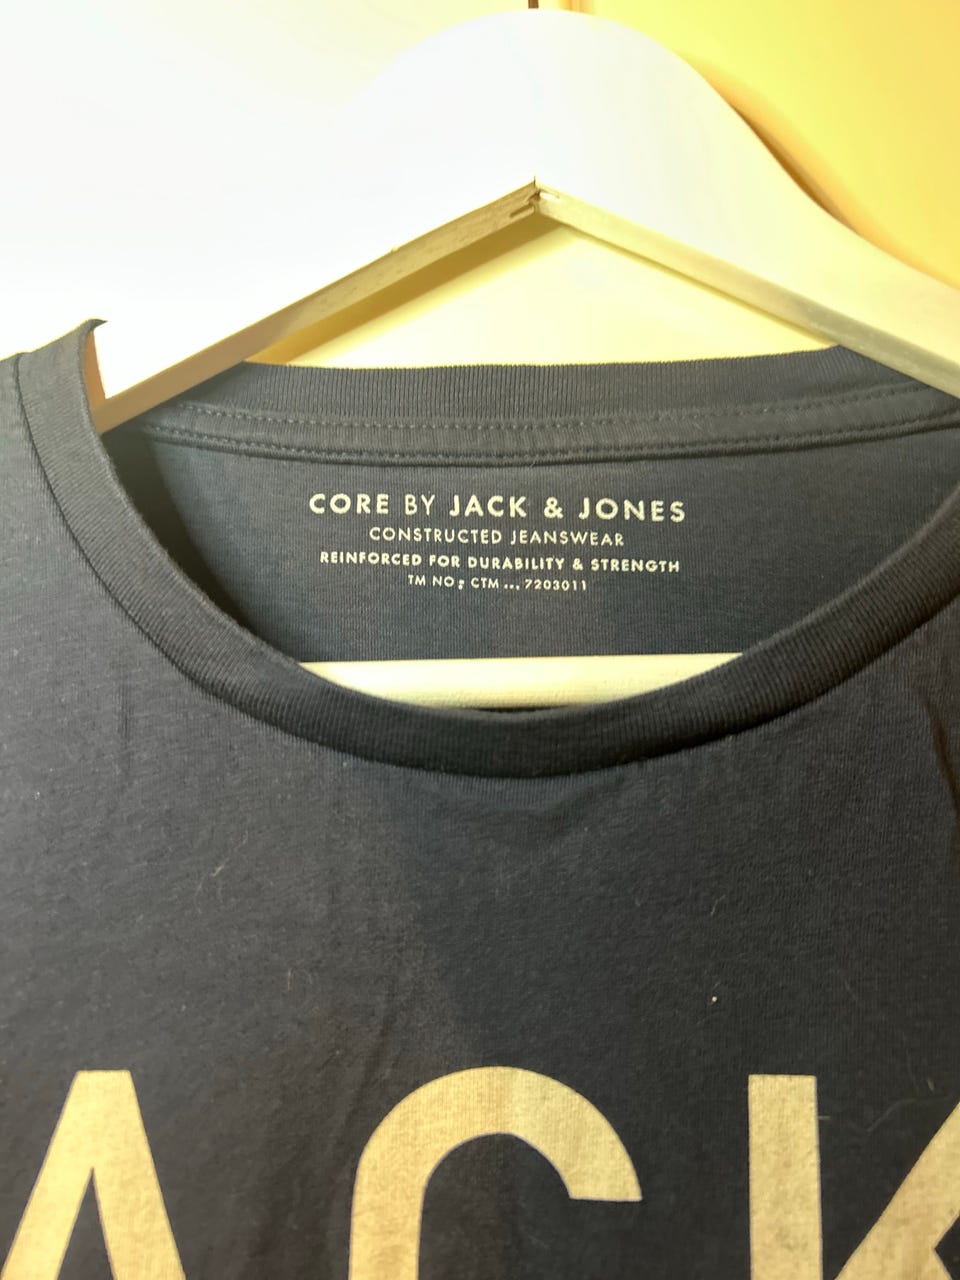 CORE BY JACK & JONES
CONSTRUCTED JEANSWEAR
REINFORCED FOR DURABILITY & STRENGTH
TM NO; CTM ... 7203011
ACK